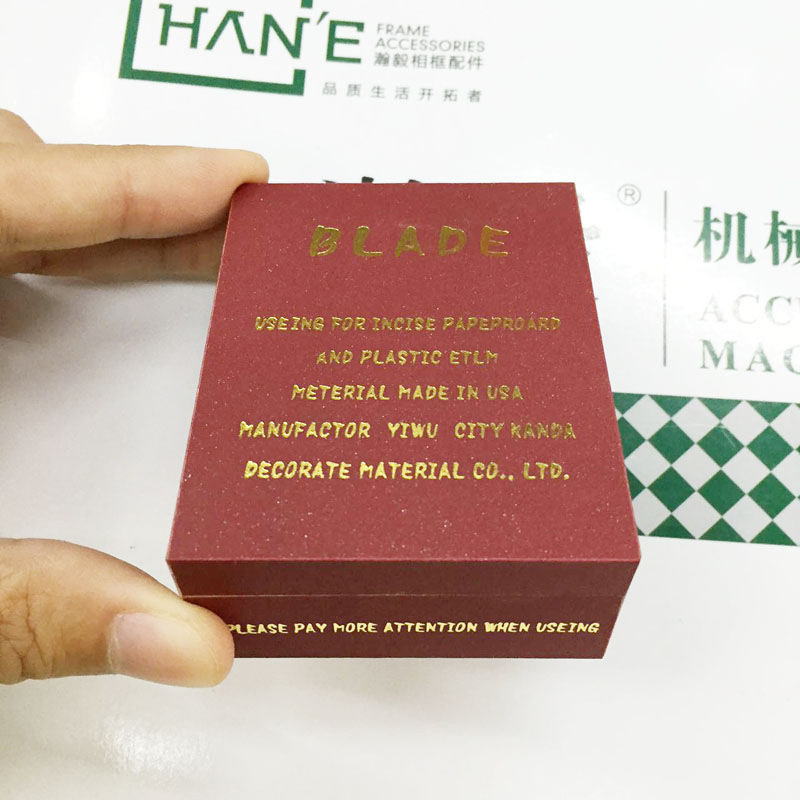 HAN'E
FRAME
ACCESSORIES
瀚毅相框配件
品质生活开拓者
®
机械
ACC
MAC
BLADE
USEING FOR INCISE PAPEPROARD
AND PLASTIC ETLM
METERIAL MADE IN USA
MANUFACTOR YIWU CITY KANDA
DECORATE MATERIAL CO., LTD.
PLEASE PAY MORE ATTENTION WHEN USEING